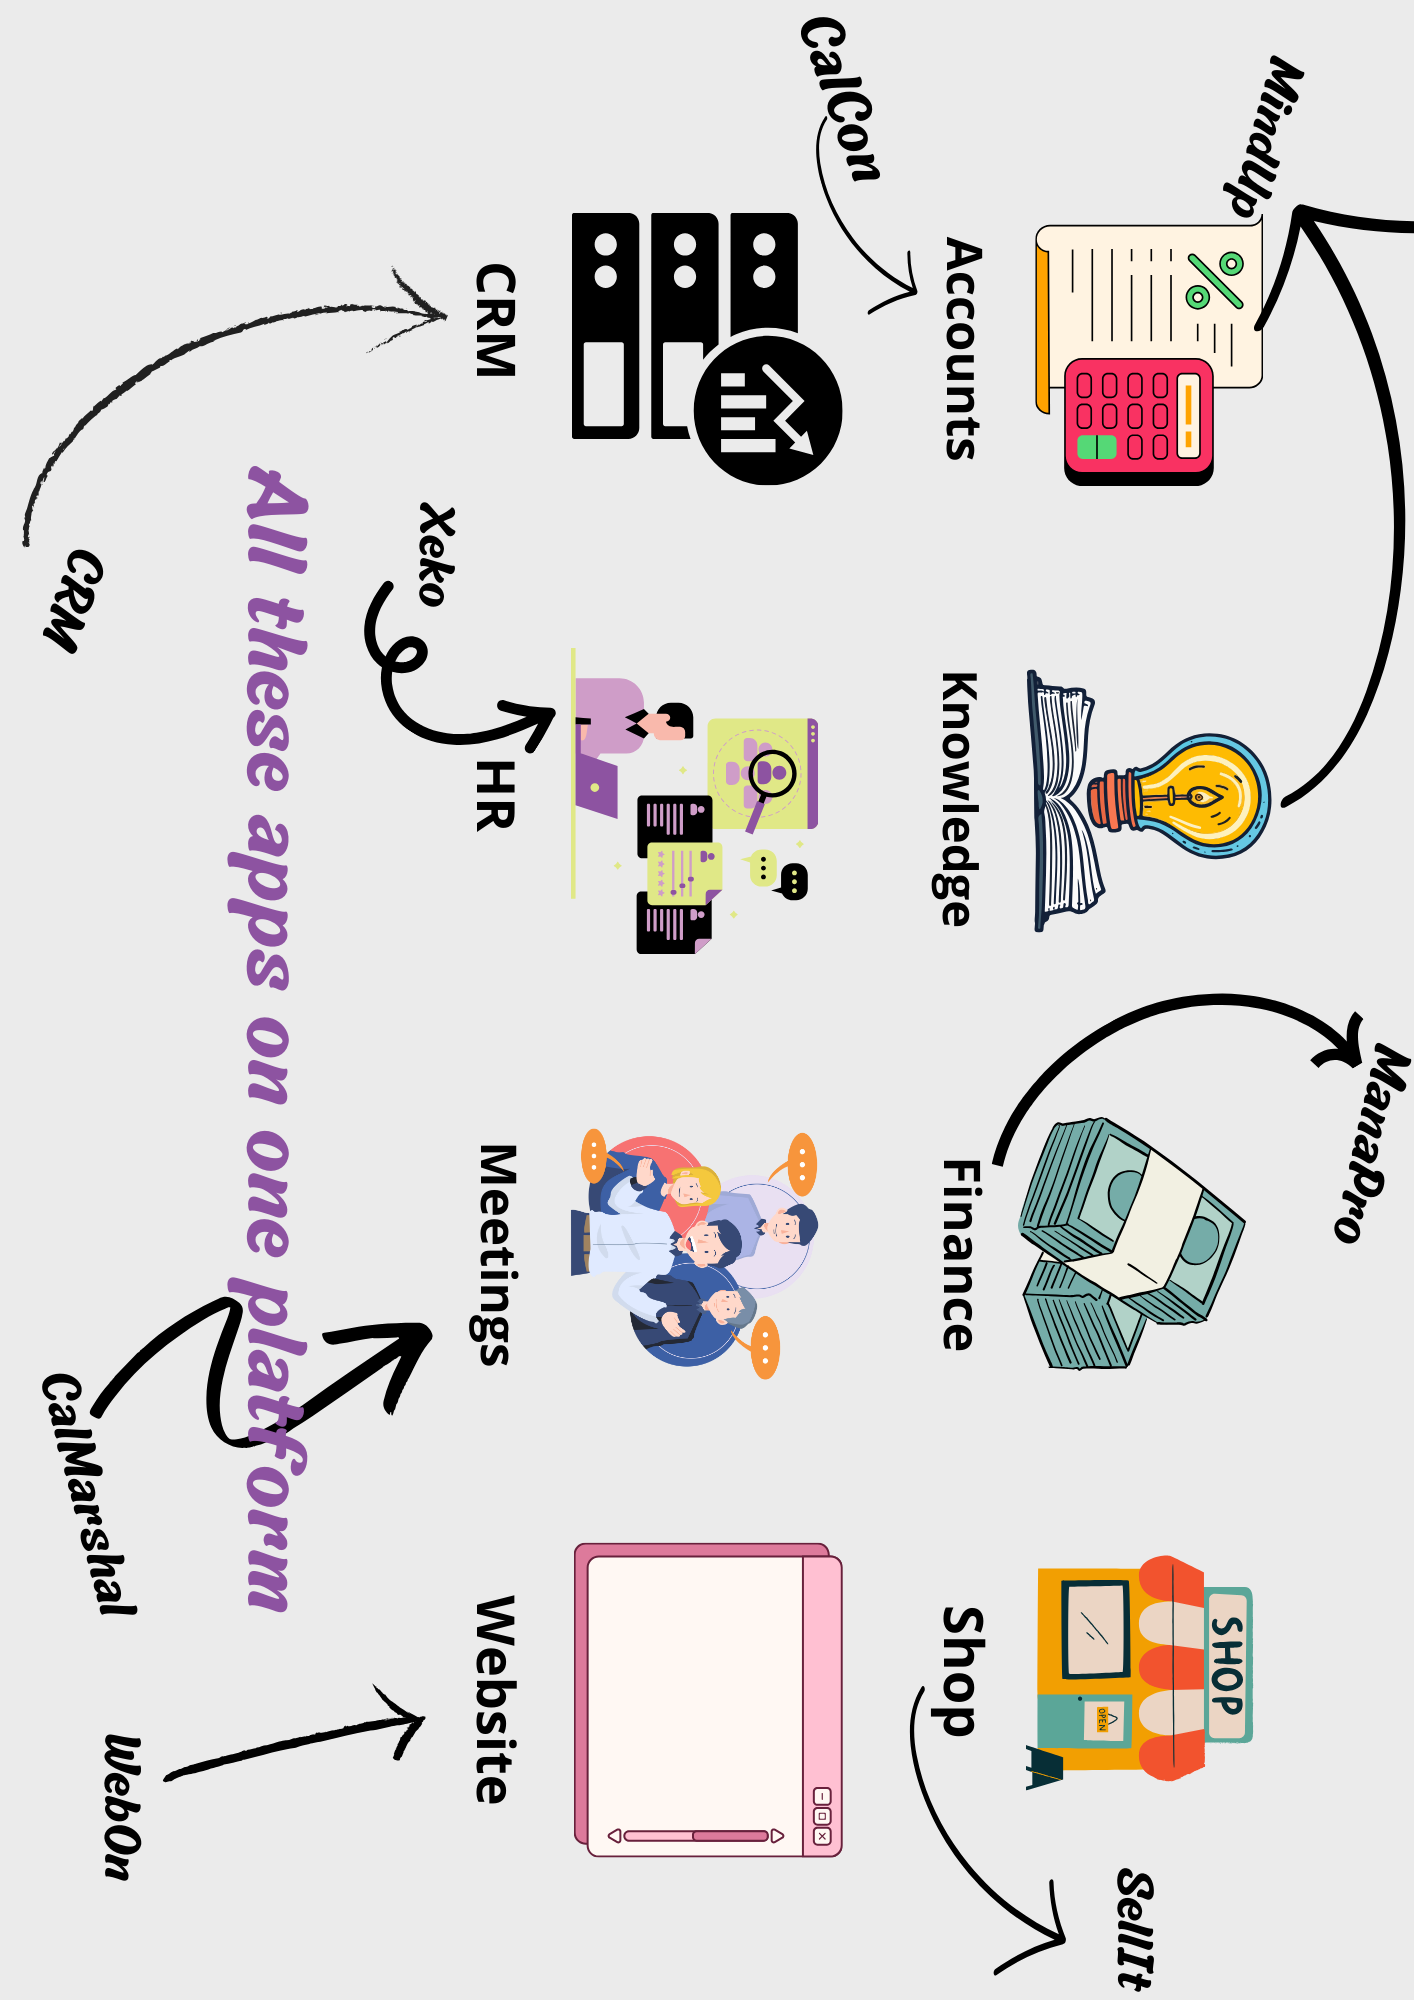 MindUp
ManaPro
SHOP
OPEN
SellIt
CalCon
Accounts
Knowledge
Finance
Shop
Xeko
CRM
HR
Meetings
Website
All these apps on one platform
CRM
CalMarshal
WebOn